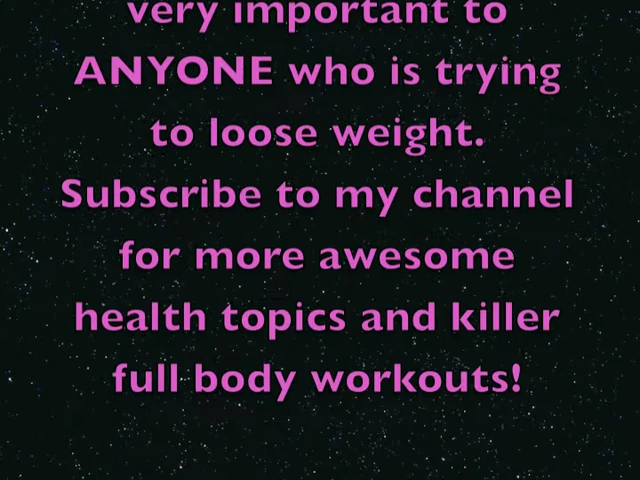 very important to
ANYONE who is trying
to loose weight.
Subscribe to my channel
for more awesome
health topics and killer
full body workouts!